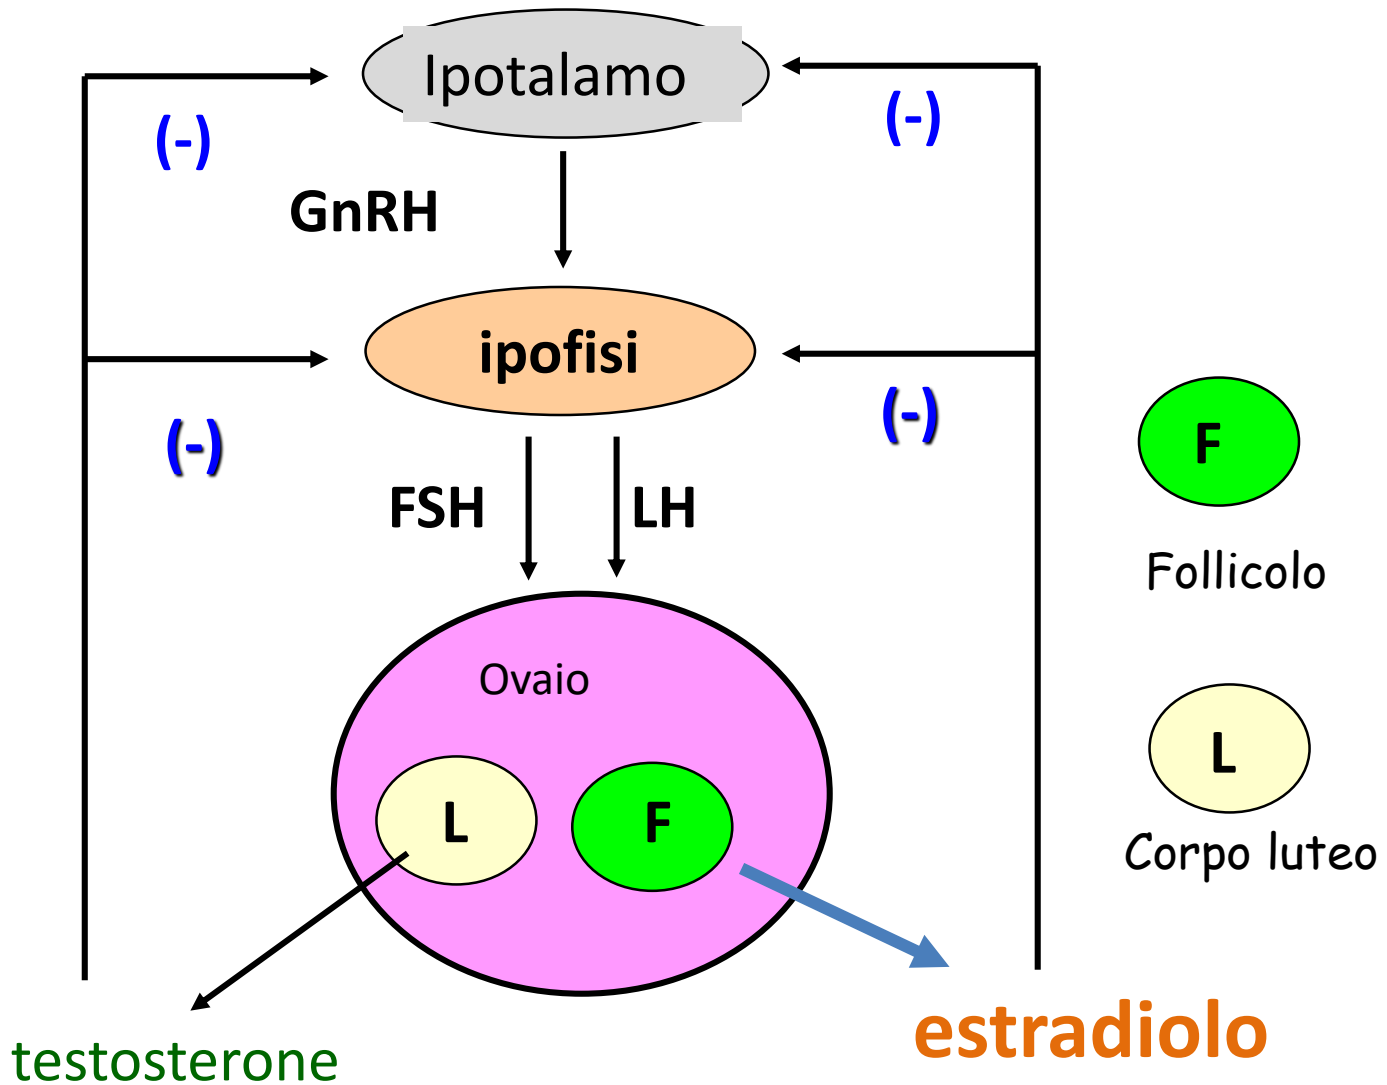 Ipotalamo
(-)
(-)
GnRH
ipofisi
(-)
(-)
FSH
LH
F
Follicolo
Ovaio
L
F
L
Corpo luteo
testosterone
estradiolo